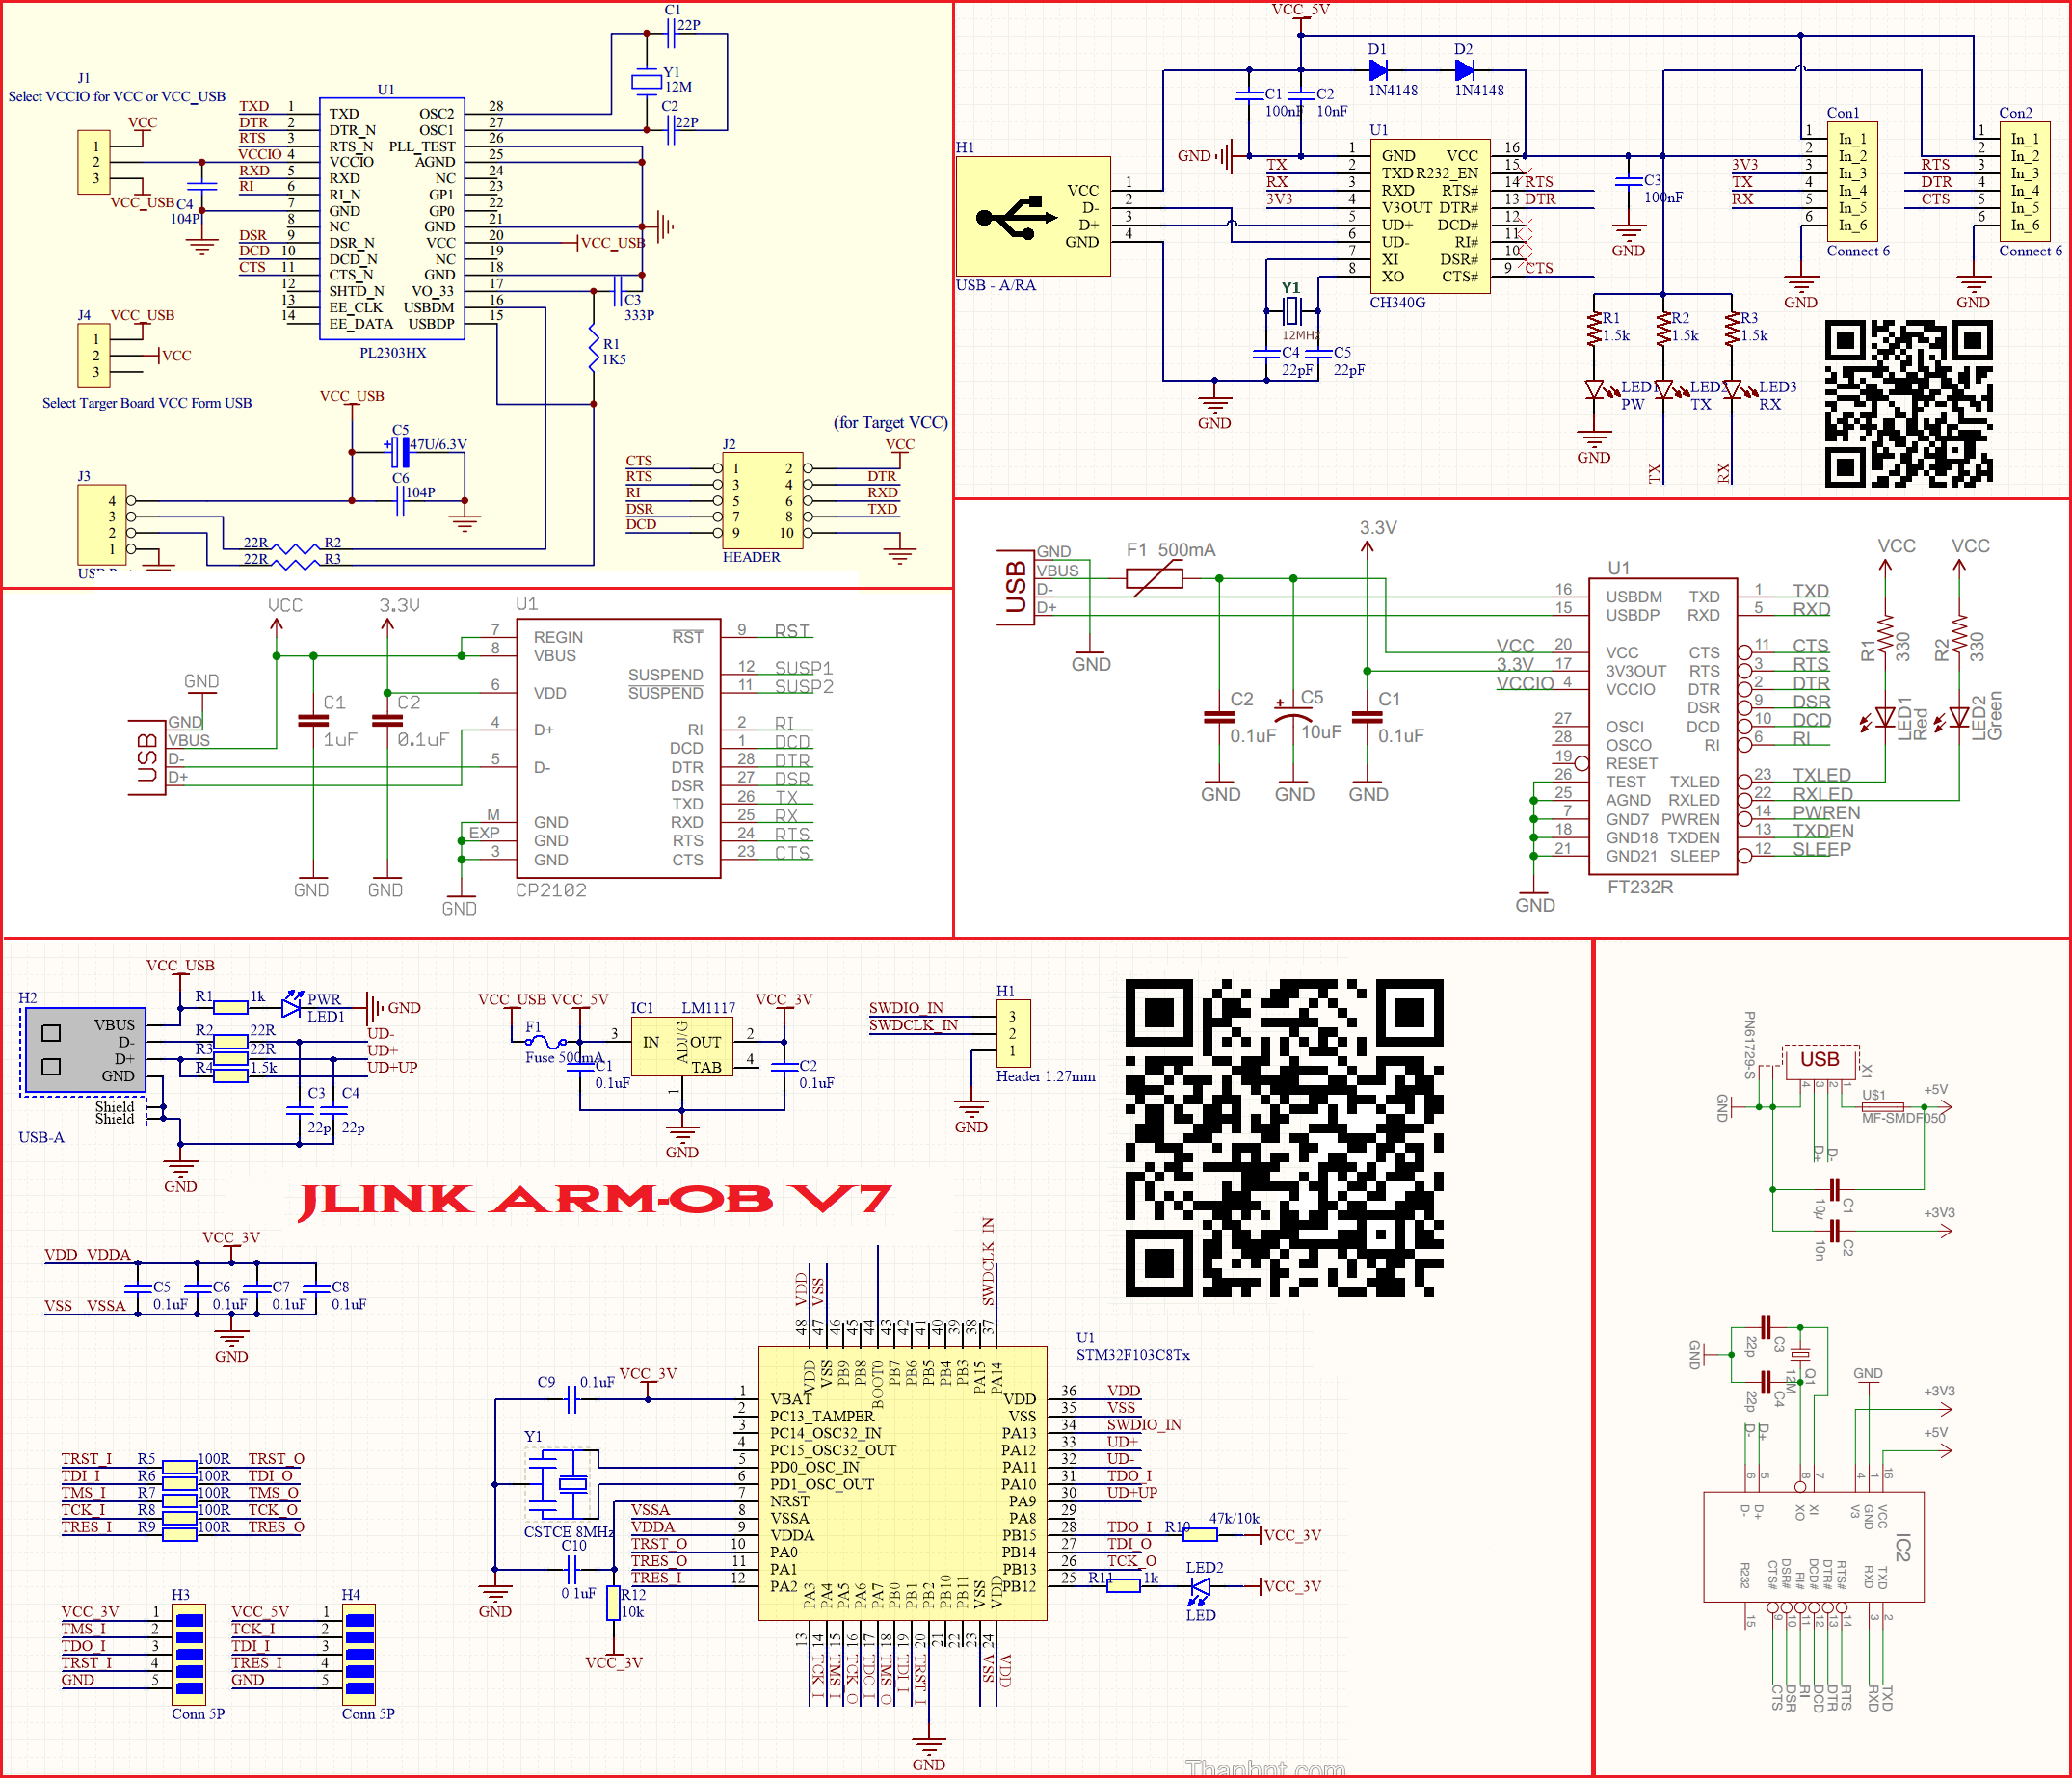 J1
Select VCCIO for VCC or VCC_USB
VCC
1
2
3
VCC_USB
C4
104P
U1
TXD 1 TXD
DTR 2 DTR_N
RTS 3 RTS_N
VCCIO 4 VCCIO
RXD 5 RXD
RI 6 RI_N
7 GND
8 NC
DSR 9 DSR_N
DCD 10 DCD_N
CTS 11 CTS_N
12 SHTD_N
13 EE_CLK
14 EE_DATA
OSC2 28
OSC1 27
PLL_TEST 26
AGND 25
NC 24
GP1 23
GP0 22
GND 21
VCC 20 VCC_USB
NC 19
GND 18
VO_33 17
USBDM 16
USBDP 15
PL2303HX
C1
22P
Y1
12M
C2
22P
C3
333P
R1
1K5
J4
VCC_USB
1
2 VCC
3
Select Targer Board VCC Form USB
VCC_USB
C5
+ 47U/6.3V
C6
104P
J3
4
3
2
1
22R R2
22R R3
(for Target VCC)
J2 VCC
CTS 1 2
RTS 3 4 DTR
RI 5 6 RXD
DSR 7 8 TXD
DCD 9 10
HEADER
VCC_5V
D1 D2
1N4148 1N4148
C1 C2
100nF 10nF
H1
VCC 1
D- 2
D+ 3
GND 4
USB - A/RA
U1
GND 1 GND
TX 2 TXD
RX 3 RXD
3V3 4 V3OUT
5 UD+
6 UD-
7 XI
8 XO
VCC 16
R232_EN 15
RTS# 14 RTS
DTR# 13 DTR
DCD# 12
RI# 11
DSR# 10
CTS# 9 CTS
CH340G
Y1
12MHz
C4 C5
22pF 22pF
GND
C3
100nF
GND
Con1
1 In_1
2 In_2
3V3 3 In_3
TX 4 In_4
RX 5 In_5
6 In_6
Connect 6
GND
Con2
1 In_1
2 In_2
RTS 3 In_3
DTR 4 In_4
CTS 5 In_5
6 In_6
Connect 6
GND
R1 R2 R3
1.5k 1.5k 1.5k
LED1 LED2 LED3
PW TX RX
GND
TX RX
VCC 3.3V
GND
USB
GND
VBUS
D-
D+
C1
1uF
C2
0.1uF
GND GND GND
U1
7 REGIN
8 VBUS
6 VDD
4 D+
5 D-
M GND
EXP GND
3 GND
RST 9 RST
SUSPEND 12 SUSP1
SUSPEND 11 SUSP2
RI 2 RI
DCD 1 DCD
DTR 28 DTR
DSR 27 DSR
TXD 26 TX
RXD 25 RX
RTS 24 RTS
CTS 23 CTS
CP2102
USB
GND
VBUS
D-
D+
GND
F1 500mA
3.3V
C2
0.1uF
GND
+ C5
10uF
GND
C1
0.1uF
GND
U1
16 USBDM
15 USBDP
VCC 20 VCC
3.3V 17 3V3OUT
VCCIO 4 VCCIO
27 OSCI
28 OSCO
19 RESET
26 TEST
25 AGND
7 GND7
18 GND18
21 GND21
TXD 1 TXD
RXD 5 RXD
CTS 11 CTS
RTS 3 RTS
DTR 2 DTR
DSR 9 DSR
DCD 10 DCD
RI 6 RI
TXLED 23 TXLED
RXLED 22 RXLED
PWREN 14 PWREN
TXDEN 13 TXDEN
SLEEP 12 SLEEP
FT232R
GND
VCC VCC
R1 330
R2 330
LED1 Red
LED2 Green
VCC_USB
H2
VBUS
D-
D+
GND
Shield
Shield
USB-A
R1 1k
PWR
LED1
GND
R2 22R UD-
R3 22R UD+
R4 1.5k UD+UP
C3 C4
22p 22p
GND
VCC_USB VCC_5V
F1
Fuse 500mA
C1
0.1uF
IC1 LM1117
3 IN OUT 2
ADJ/G TAB 4
1
VCC_3V
C2
0.1uF
GND
H1
SWDIO_IN 3
SWDCLK_IN 2
1
Header 1.27mm
GND
JLINK ARM-OB V7
VCC_3V
VDD VDDA
C5 C6 C7 C8
0.1uF 0.1uF 0.1uF 0.1uF
VSS VSSA
GND
TRST_I R5 100R TRST_O
TDI_I R6 100R TDI_O
TMS_I R7 100R TMS_O
TCK_I R8 100R TCK_O
TRES_I R9 100R TRES_O
H3
VCC_3V 1
TMS_I 2
TDO_I 3
TRST_I 4
GND 5
Conn 5P
H4
VCC_5V 1
TCK_I 2
TDI_I 3
TRES_I 4
GND 5
Conn 5P
C9 0.1uF
VCC_3V
Y1
CSTCE 8MHz
C10
0.1uF
GND
R12
10k
VCC_3V
VDD VSS SWDCLK_IN
48 47 46 45 44 43 42 41 40 39 38 37
VDD VSS PB9 PB8 BOOT0 PB7 PB6 PB5 PB4 PB3 PA15 PA14
U1
STM32F103C8Tx
1 VBAT
2 PC13_TAMPER
3 PC14_OSC32_IN
4 PC15_OSC32_OUT
5 PD0_OSC_IN
6 PD1_OSC_OUT
7 NRST
VSSA 8 VSSA
VDDA 9 VDDA
TRST_O 10 PA0
TRES_O 11 PA1
TRES_I 12 PA2
VDD 36 VDD
VSS 35 VSS
PA13 34 SWDIO_IN
PA12 33 UD+
PA11 32 UD-
PA10 31 TDO_I
PA9 30 UD+UP
PA8 29
PB15 28 TDO_I R10 47k/10k VCC_3V
PB14 27 TDI_O
PB13 26 TCK_O
PB12 25 R11 1k LED2 VCC_3V
LED
PA3 PA4 PA5 PA6 PA7 PB0 PB1 PB2 PB10 PB11 VSS VDD
13 14 15 16 17 18 19 20 21 22 23 24
TCK_I TMS_I TCK_O TDO_I TMS_O TDI_I TRST_I VSS VDD
GND
Thanhnt.com
PN61729-S
USB
X1
4 3 2 1
GND
U$1
MF-SMDF050
+5V
D+ D-
C1
10µ
C2
10n
+3V3
GND
C3
22p
C4
22p
Q1
12M
GND
+3V3
+5V
D- D+
6 5 8 7 4 1 16
D- D+ XO XI V3 GND VCC
IC2
R232 CTS# DSR# RI# DCD# DTR# RTS# RXD TXD
15 9 10 11 12 13 14 3 2
CTS DSR RI DCD DTR RTS RXD TXD